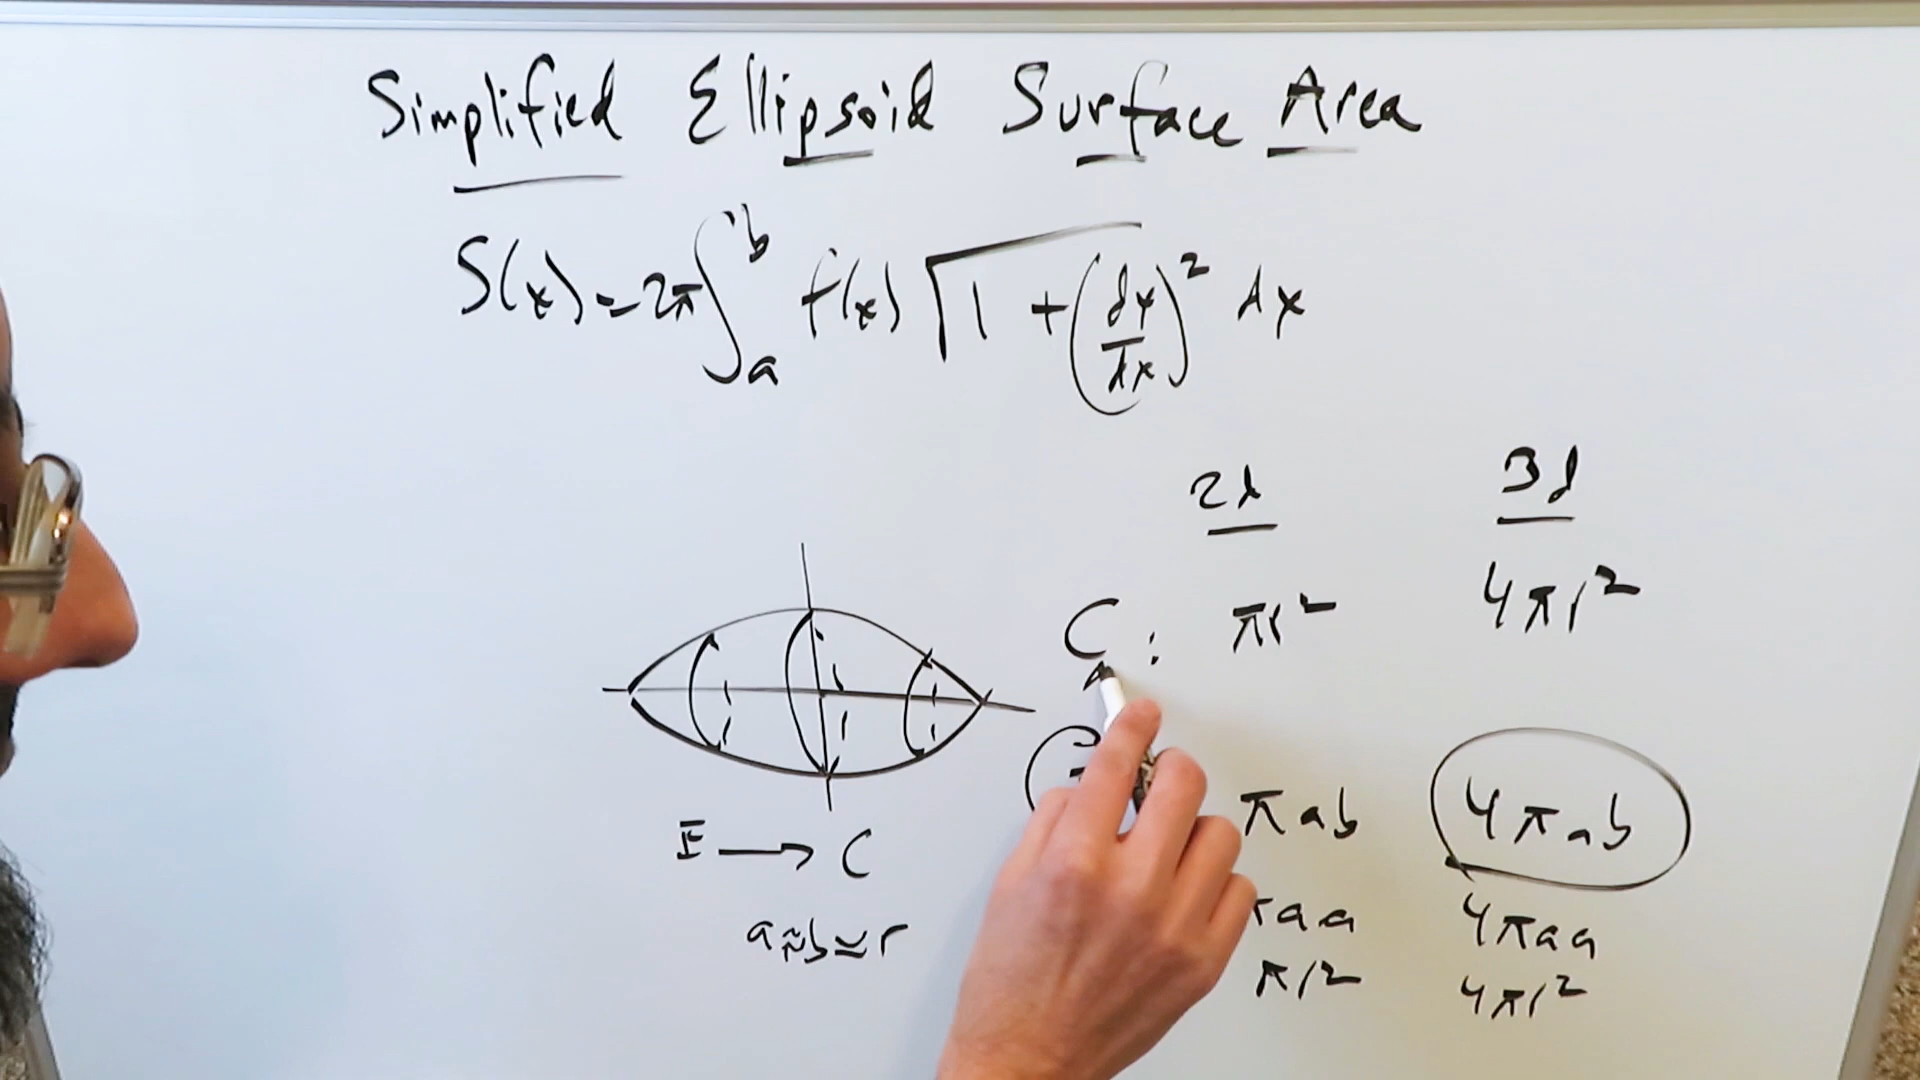 Simplified Ellipsoid Surface Area
S(x) = 2π ∫_a^b f(x) √1 + (dy/dx)² dx
2d 3d
C : πr² 4πr²
πab 4πab
E → C
πaa 4πaa
a ≈ b ≃ r
πr² 4πr²